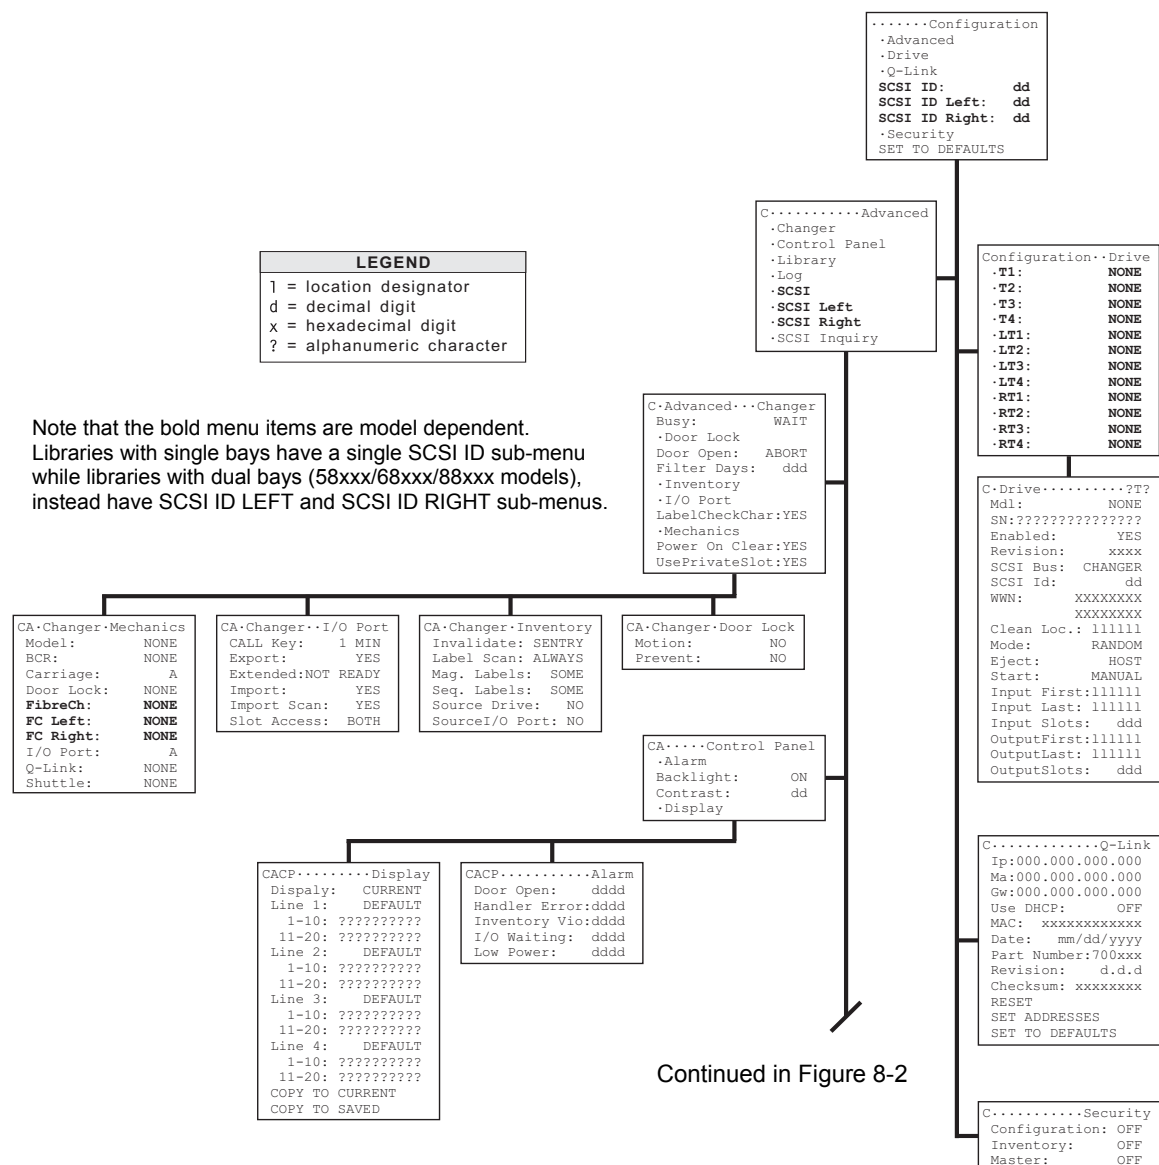 ·······Configuration
·Advanced
·Drive
·Q-Link
SCSI ID: dd
SCSI ID Left: dd
SCSI ID Right: dd
·Security
SET TO DEFAULTS
C···········Advanced
·Changer
·Control Panel
·Library
·Log
·SCSI
·SCSI Left
·SCSI Right
·SCSI Inquiry
LEGEND
l = location designator
d = decimal digit
x = hexadecimal digit
? = alphanumeric character
Configuration··Drive
·T1: NONE
·T2: NONE
·T3: NONE
·T4: NONE
·LT1: NONE
·LT2: NONE
·LT3: NONE
·LT4: NONE
·RT1: NONE
·RT2: NONE
·RT3: NONE
·RT4: NONE
Note that the bold menu items are model dependent.
Libraries with single bays have a single SCSI ID sub-menu
while libraries with dual bays (58xxx/68xxx/88xxx models),
instead have SCSI ID LEFT and SCSI ID RIGHT sub-menus.
C·Advanced···Changer
Busy: WAIT
·Door Lock
Door Open: ABORT
Filter Days: ddd
·Inventory
·I/O Port
LabelCheckChar:YES
·Mechanics
Power On Clear:YES
UsePrivateSlot:YES
C·Drive··········?T?
Mdl: NONE
SN:???????????????
Enabled: YES
Revision: xxxx
SCSI Bus: CHANGER
SCSI Id: dd
WWN: XXXXXXXX
XXXXXXXX
Clean Loc.: llllll
Mode: RANDOM
Eject: HOST
Start: MANUAL
Input First:llllll
Input Last: llllll
Input Slots: ddd
OutputFirst:llllll
OutputLast: llllll
OutputSlots: ddd
CA·Changer·Mechanics
Model: NONE
BCR: NONE
Carriage: A
Door Lock: NONE
FibreCh: NONE
FC Left: NONE
FC Right: NONE
I/O Port: A
Q-Link: NONE
Shuttle: NONE
CA·Changer··I/O Port
CALL Key: 1 MIN
Export: YES
Extended:NOT READY
Import: YES
Import Scan: YES
Slot Access: BOTH
CA·Changer·Inventory
Invalidate: SENTRY
Label Scan: ALWAYS
Mag. Labels: SOME
Seq. Labels: SOME
Source Drive: NO
SourceI/O Port: NO
CA·Changer·Door Lock
Motion: NO
Prevent: NO
CA·····Control Panel
·Alarm
Backlight: ON
Contrast: dd
·Display
CACP·········Display
Dispaly: CURRENT
Line 1: DEFAULT
1-10: ??????????
11-20: ??????????
Line 2: DEFAULT
1-10: ??????????
11-20: ??????????
Line 3: DEFAULT
1-10: ??????????
11-20: ??????????
Line 4: DEFAULT
1-10: ??????????
11-20: ??????????
COPY TO CURRENT
COPY TO SAVED
CACP···········Alarm
Door Open: dddd
Handler Error:dddd
Inventory Vio:dddd
I/O Waiting: dddd
Low Power: dddd
C·············Q-Link
Ip:000.000.000.000
Ma:000.000.000.000
Gw:000.000.000.000
Use DHCP: OFF
MAC: xxxxxxxxxxxx
Date: mm/dd/yyyy
Part Number:700xxx
Revision: d.d.d
Checksum: xxxxxxxx
RESET
SET ADDRESSES
SET TO DEFAULTS
Continued in Figure 8-2
C···········Security
Configuration: OFF
Inventory: OFF
Master: OFF